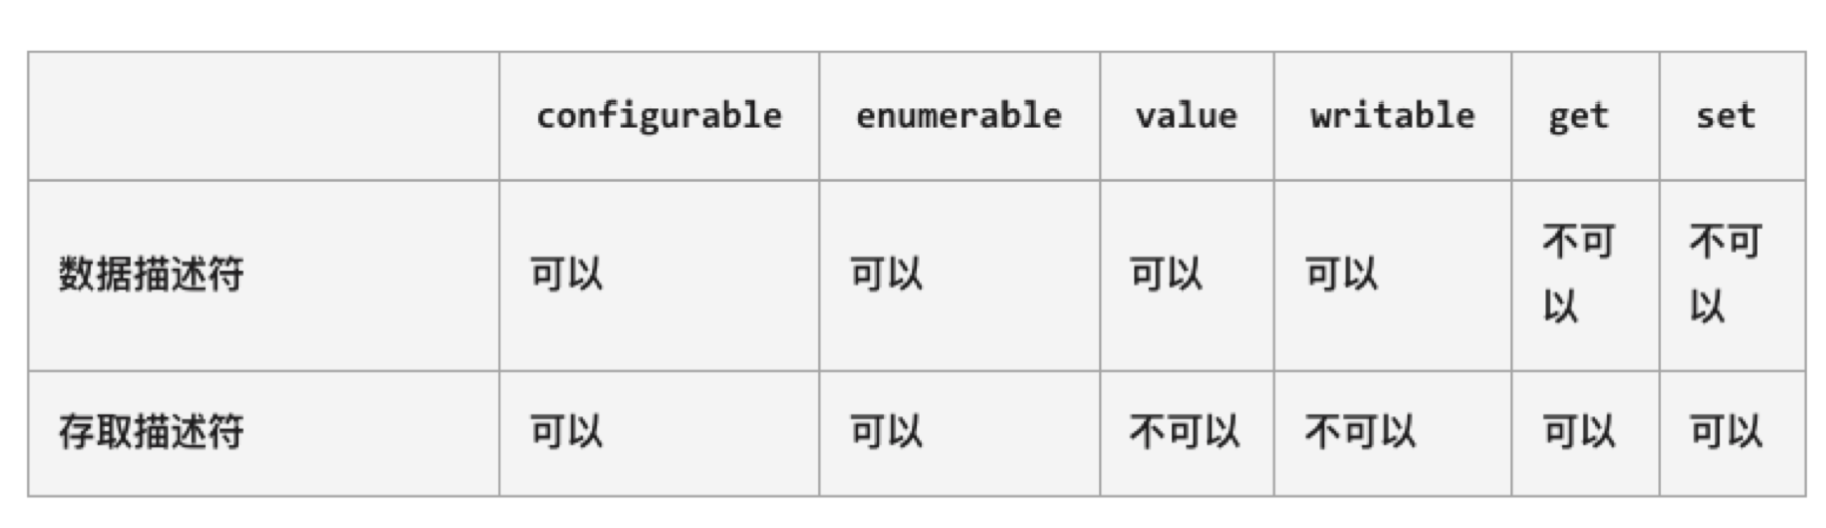 configurable enumerable value writable get set
数据描述符 可以 可以 可以 可以 不可以 不可以
存取描述符 可以 可以 不可以 不可以 可以 可以